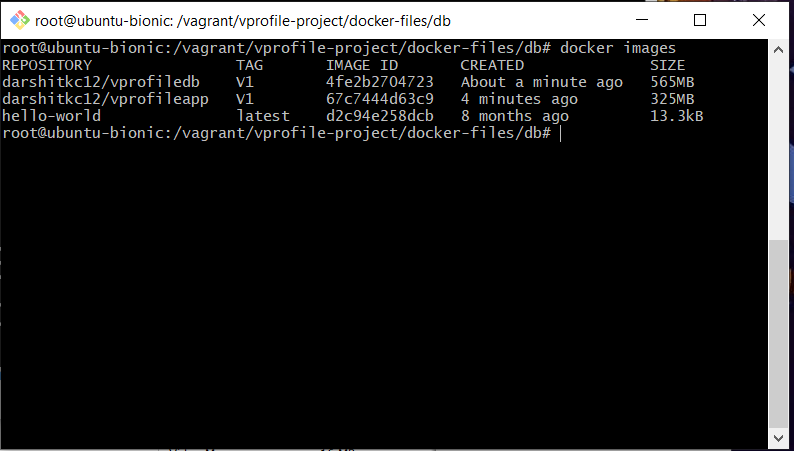 root@ubuntu-bionic: /vagrant/vprofile-project/docker-files/db
root@ubuntu-bionic:/vagrant/vprofile-project/docker-files/db# docker images
REPOSITORY TAG IMAGE ID CREATED SIZE
darshitkc12/vprofiledb V1 4fe2b2704723 About a minute ago 565MB
darshitkc12/vprofileapp V1 67c7444d63c9 4 minutes ago 325MB
hello-world latest d2c94e258dcb 8 months ago 13.3kB
root@ubuntu-bionic:/vagrant/vprofile-project/docker-files/db#